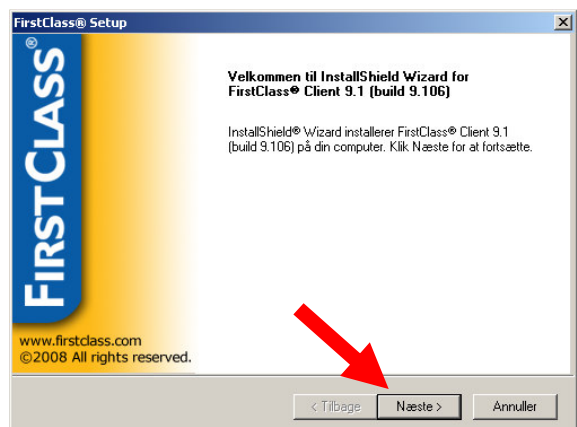 FirstClass® Setup
FIRSTCLASS®
Velkommen til InstallShield Wizard for
FirstClass® Client 9.1 (build 9.106)
InstallShield® Wizard installerer FirstClass® Client 9.1
(build 9.106) på din computer. Klik Næste for at fortsætte.
www.firstclass.com
©2008 All rights reserved.
< Tilbage
Næste >
Annuller